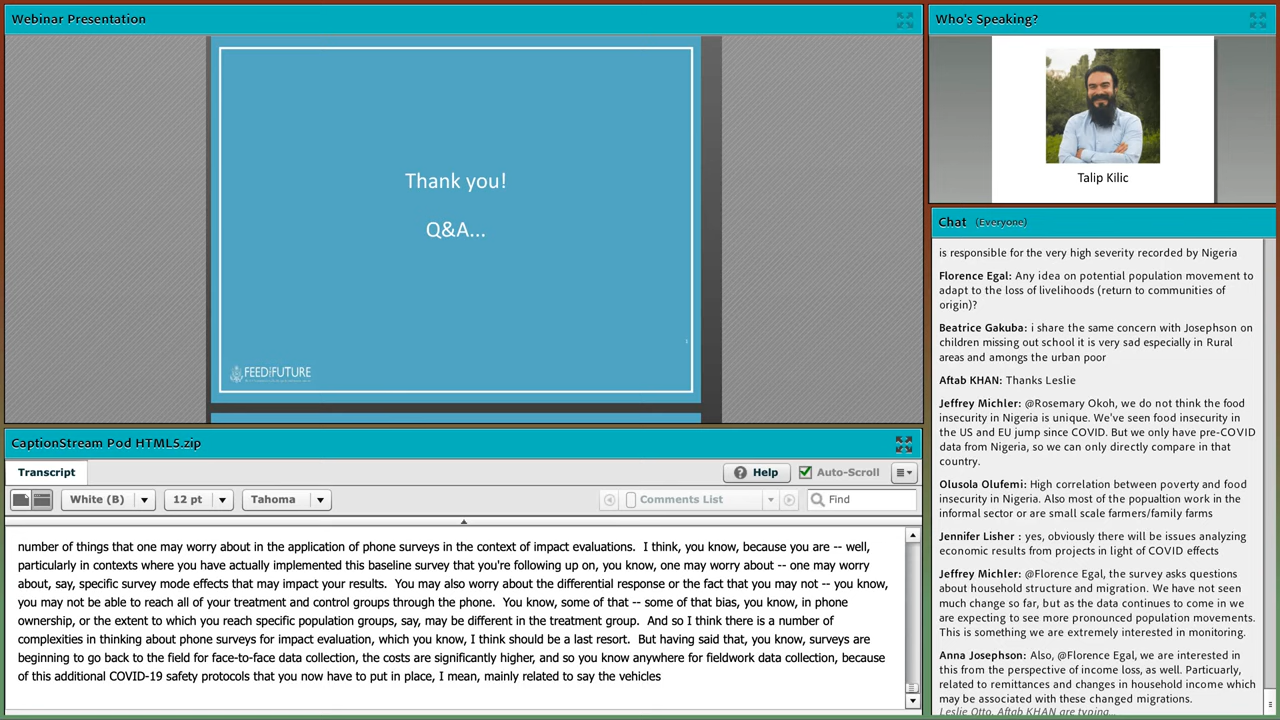 Webinar Presentation
Thank you!
Q&A...
FEED THE FUTURE
Who's Speaking?
Talip Kilic
Chat (Everyone)
is responsible for the very high severity recorded by Nigeria
Florence Egal: Any idea on potential population movement to
adapt to the loss of livelihoods (return to communities of
origin)?
Beatrice Gakuba: i share the same concern with Josephson on
children missing out school it is very sad especially in Rural
areas and amongs the urban poor
Aftab KHAN: Thanks Leslie
Jeffrey Michler: @Rosemary Okoh, we do not think the food
insecurity in Nigeria is unique. We've seen food insecurity in
the US and EU jump since COVID. But we only have pre-COVID
data from Nigeria, so we can only directly compare in that
country.
Olusola Olufemi: High correlation between poverty and food
insecurity in Nigeria. Also most of the popualtion work in the
informal sector or are small scale farmers/family farms
Jennifer Lisher : yes, obviously there will be issues analyzing
economic results from projects in light of COVID effects
Jeffrey Michler: @Florence Egal, the survey asks questions
about household structure and migration. We have not seen
much change so far, but as the data continues to come in we
are expecting to see more pronounced population movements.
This is something we are extremely interested in monitoring.
Anna Josephson: Also, @Florence Egal, we are interested in
this from the perspective of income loss, as well. Particuarly,
related to remittances and changes in household income which
may be associated with these changed migrations.
Leslie Otto, Aftab KHAN are typing...
CaptionStream Pod HTML5.zip
Transcript
Help
Auto-Scroll
White (B)
12 pt
Tahoma
Comments List
Find
number of things that one may worry about in the application of phone surveys in the context of impact evaluations. I think, you know, because you are -- well,
particularly in contexts where you have actually implemented this baseline survey that you're following up on, you know, one may worry about -- one may worry
about, say, specific survey mode effects that may impact your results. You may also worry about the differential response or the fact that you may not -- you know,
you may not be able to reach all of your treatment and control groups through the phone. You know, some of that -- some of that bias, you know, in phone
ownership, or the extent to which you reach specific population groups, say, may be different in the treatment group. And so I think there is a number of
complexities in thinking about phone surveys for impact evaluation, which you know, I think should be a last resort. But having said that, you know, surveys are
beginning to go back to the field for face-to-face data collection, the costs are significantly higher, and so you know anywhere for fieldwork data collection, because
of this additional COVID-19 safety protocols that you now have to put in place, I mean, mainly related to say the vehicles